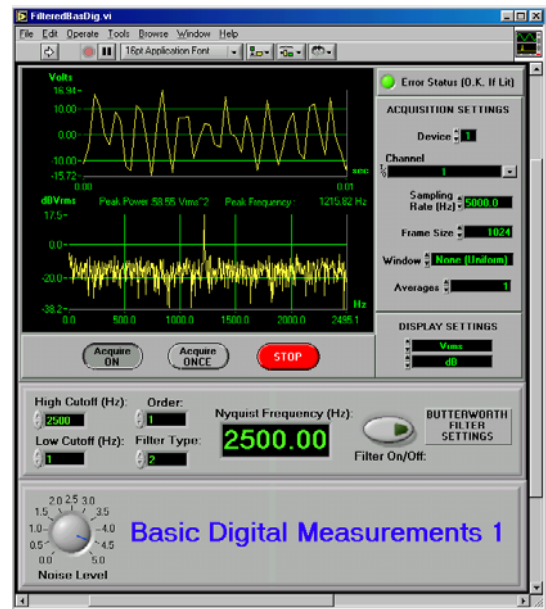 FilteredBasDig.vi
File Edit Operate Tools Browse Window Help
16pt Application Font
Volts
16.94
10.00
0.00
-10.00
-15.72
0.00
0.01
sec
dBVrms
Peak Power 58.55 Vrms^2 Peak Frequency: 1215.82 Hz
17.5
0.0
-20.0
-38.2
Hz
0.0 500.0 1000.0 1500.0 2000.0 2495.1
Acquire ON
Acquire ONCE
STOP
Error Status (O.K. If Lit)
ACQUISITION SETTINGS
Device 1
Channel
1
Sampling
Rate (Hz) 5000.0
Frame Size 1024
Window None (Uniform)
Averages 1
DISPLAY SETTINGS
Vrms
dB
High Cutoff (Hz):
2500
Order:
1
Low Cutoff (Hz):
1
Filter Type:
2
Nyquist Frequency (Hz):
2500.00
Filter On/Off:
BUTTERWORTH
FILTER
SETTINGS
2.0 2.5 3.0
1.5 3.5
1.0 4.0
0.5 4.5
0.0 5.0
Noise Level
Basic Digital Measurements 1